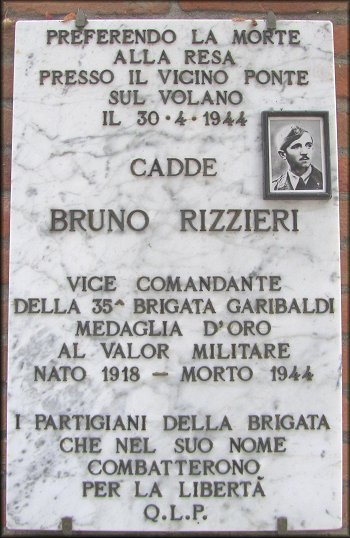 PREFERENDO LA MORTE
ALLA RESA
PRESSO IL VICINO PONTE
SUL VOLANO
IL 30·4·1944
CADDE
BRUNO RIZZIERI
VICE COMANDANTE
DELLA 35ᴬ BRIGATA GARIBALDI
MEDAGLIA D'ORO
AL VALOR MILITARE
NATO 1918 - MORTO 1944
I PARTIGIANI DELLA BRIGATA
CHE NEL SUO NOME
COMBATTERONO
PER LA LIBERTÀ
Q.L.P.